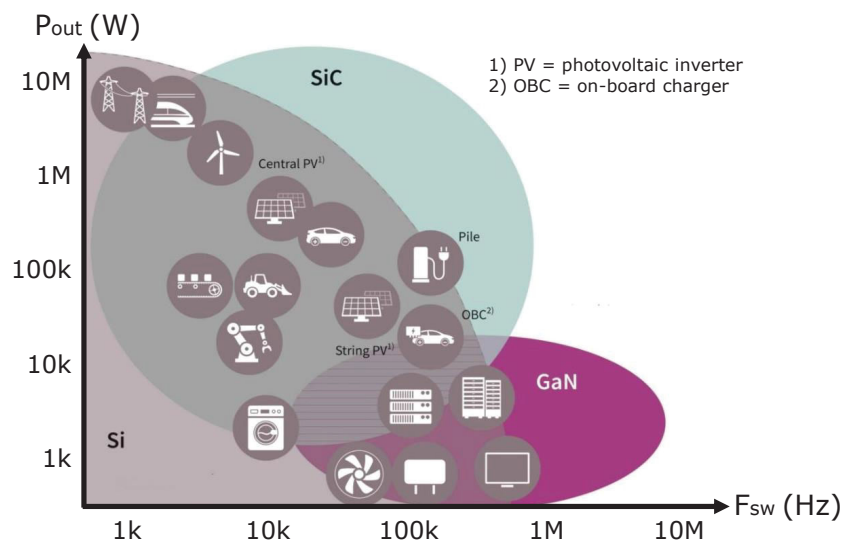 Pout (W)
1) PV = photovoltaic inverter
2) OBC = on-board charger
10M
SiC
Central PV1)
1M
Pile
100k
OBC2)
String PV1)
10k
GaN
Si
1k
Fsw (Hz)
1k 10k 100k 1M 10M